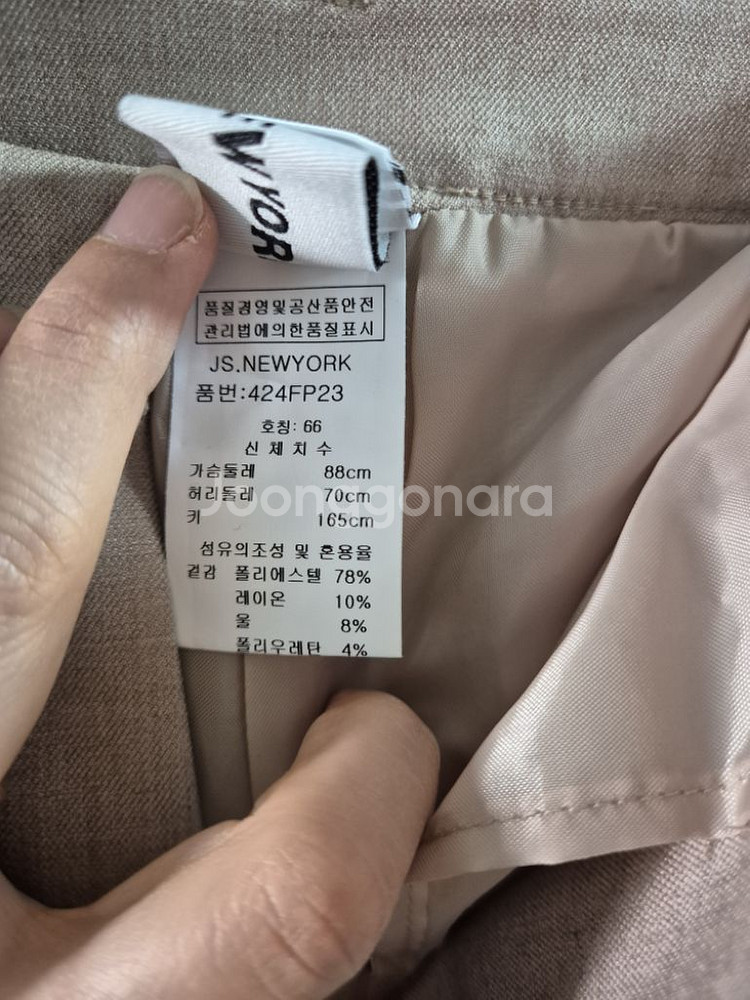 EWYORK
품질경영및공산품안전
관리법에의한품질표시
JS.NEWYORK
품번:424FP23
호칭: 66
신체치수
가슴둘레 88cm
허리둘레 70cm
키 165cm
섬유의조성 및 혼용율
겉감 폴리에스텔 78%
레이온 10%
울 8%
폴리우레탄 4%
Joonggonara